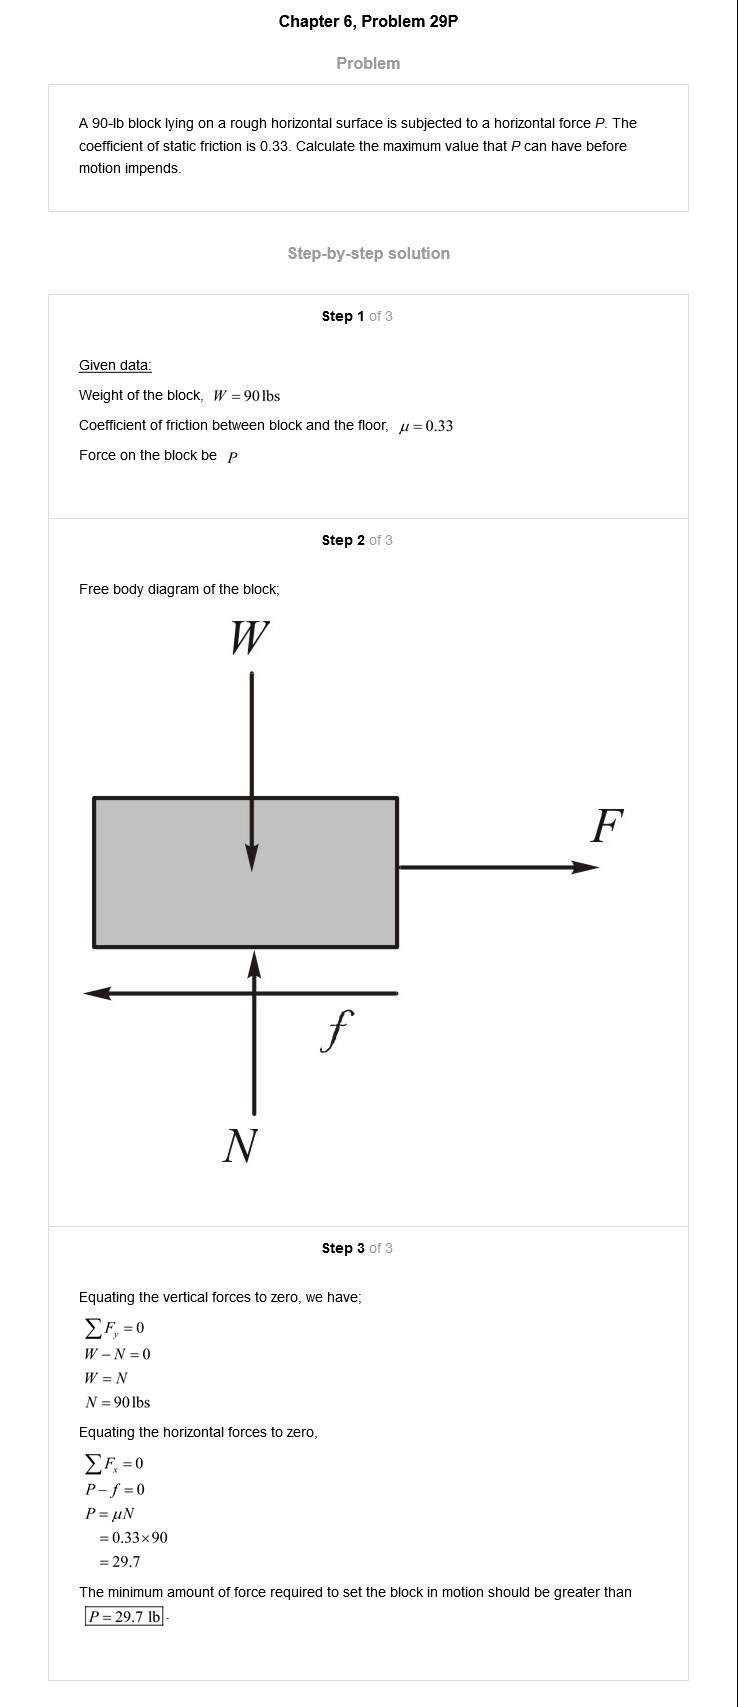 Chapter 6, Problem 29P
Problem
A 90-lb block lying on a rough horizontal surface is subjected to a horizontal force P. The
coefficient of static friction is 0.33. Calculate the maximum value that P can have before
motion impends.
Step-by-step solution
Step 1 of 3
Given data:
Weight of the block, W = 90 lbs
Coefficient of friction between block and the floor, μ = 0.33
Force on the block be P
Step 2 of 3
Free body diagram of the block;
W
F
f
N
Step 3 of 3
Equating the vertical forces to zero, we have;
∑F_y = 0
W − N = 0
W = N
N = 90 lbs
Equating the horizontal forces to zero,
∑F_x = 0
P − f = 0
P = μN
= 0.33×90
= 29.7
The minimum amount of force required to set the block in motion should be greater than
P = 29.7 lb.